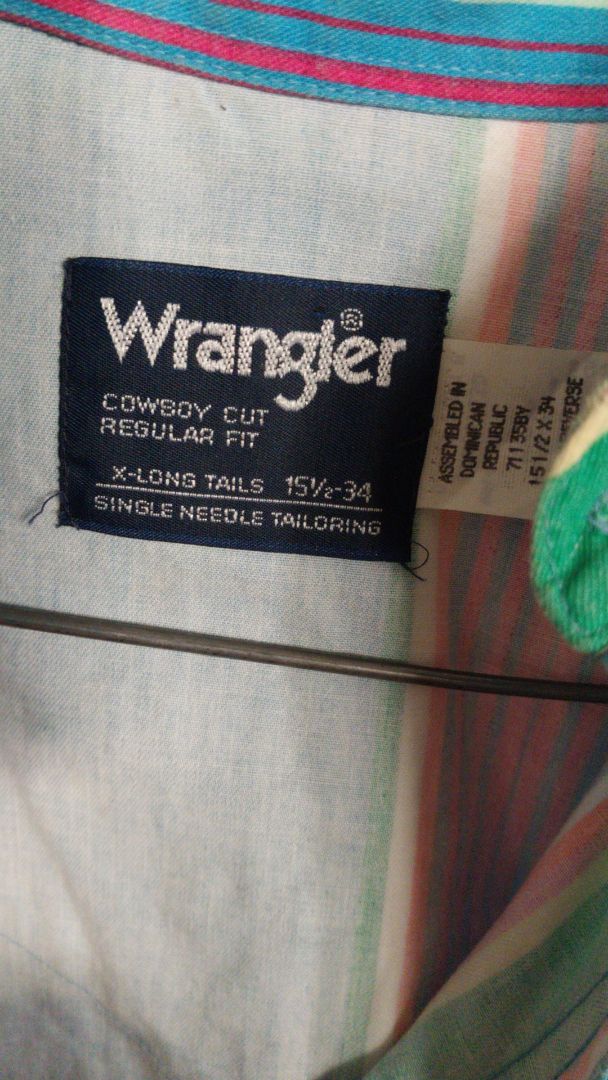 Wrangler®
COWBOY CUT
REGULAR FIT
X-LONG TAILS 15½-34
SINGLE NEEDLE TAILORING
ASSEMBLED IN
DOMINICAN
REPUBLIC
71135BY
15 1/2 X 34
REVERSE